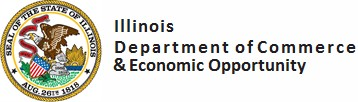 SEAL OF THE STATE OF ILLINOIS
AUG. 26TH 1818
Illinois
Department of Commerce
& Economic Opportunity